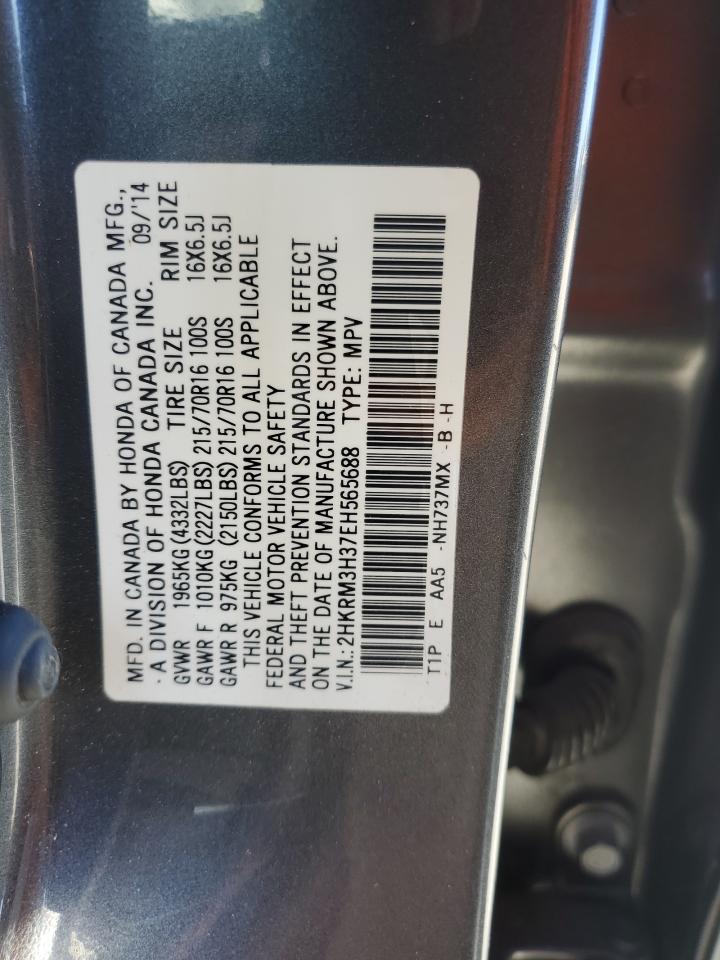 MFD. IN CANADA BY HONDA OF CANADA MFG.,
· A DIVISION OF HONDA CANADA INC. 09/'14
GVWR 1965KG(4332LBS) TIRE SIZE RIM SIZE
GAWR F 1010KG(2227LBS)215/70R16 100S 16X6.5J
GAWR R 975KG (2150LBS)215/70R16 100S 16X6.5J
THIS VEHICLE CONFORMS TO ALL APPLICABLE
FEDERAL MOTOR VEHICLE SAFETY
AND THEFT PREVENTION STANDARDS IN EFFECT
ON THE DATE OF MANUFACTURE SHOWN ABOVE.
V.I.N.:2HKRM3H37EH565688 TYPE: MPV
T1P E AA5 -NH737MX -B -H